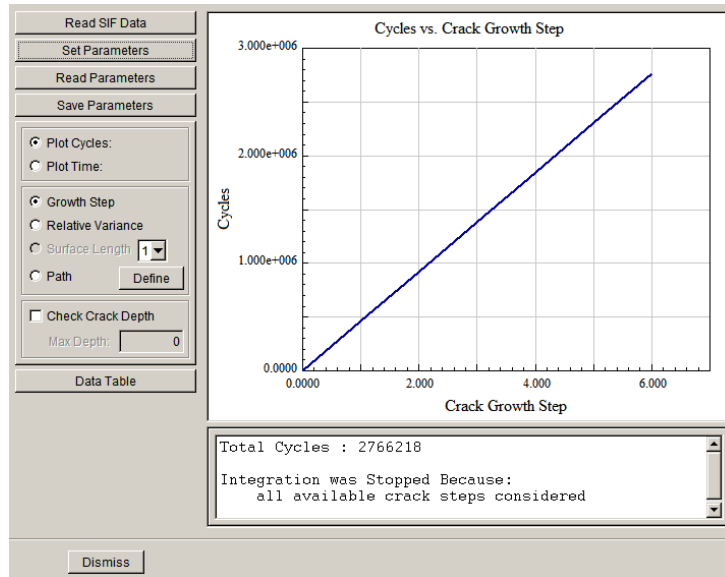 Read SIF Data
Set Parameters
Read Parameters
Save Parameters
Plot Cycles:
Plot Time:
Growth Step
Relative Variance
Surface Length 1
Path Define
Check Crack Depth
Max Depth: 0
Data Table
Cycles vs. Crack Growth Step
3.000e+006
2.000e+006
1.000e+006
0.0000
Cycles
0.0000 2.000 4.000 6.000
Crack Growth Step
Total Cycles : 2766218
Integration was Stopped Because:
all available crack steps considered
Dismiss